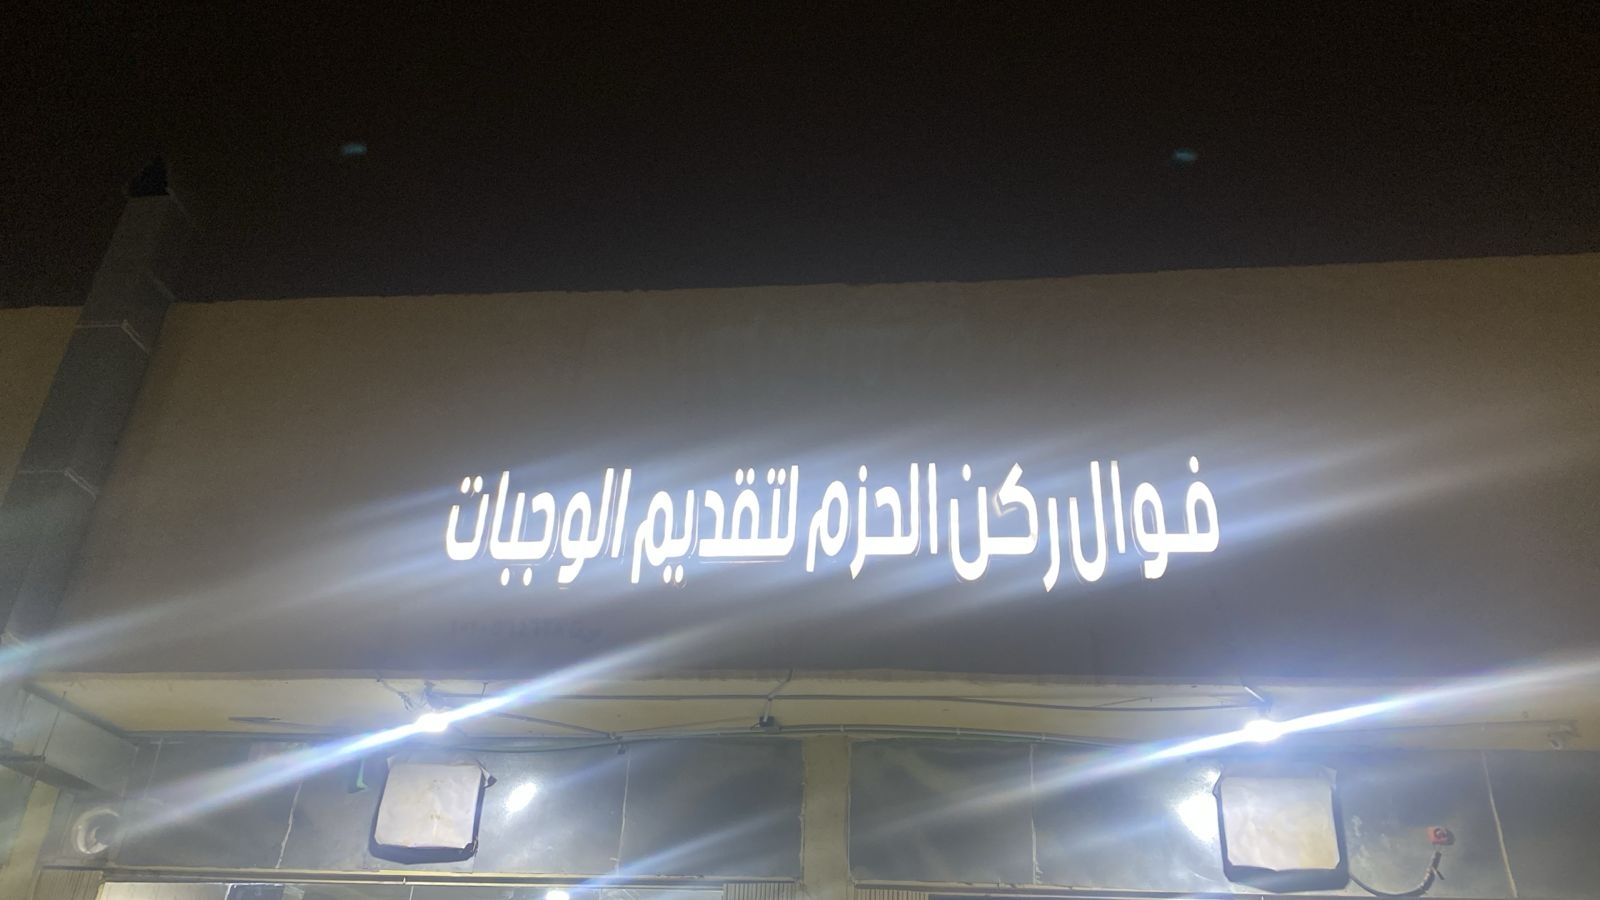 فوال ركن الحزم لتقديم الوجبات